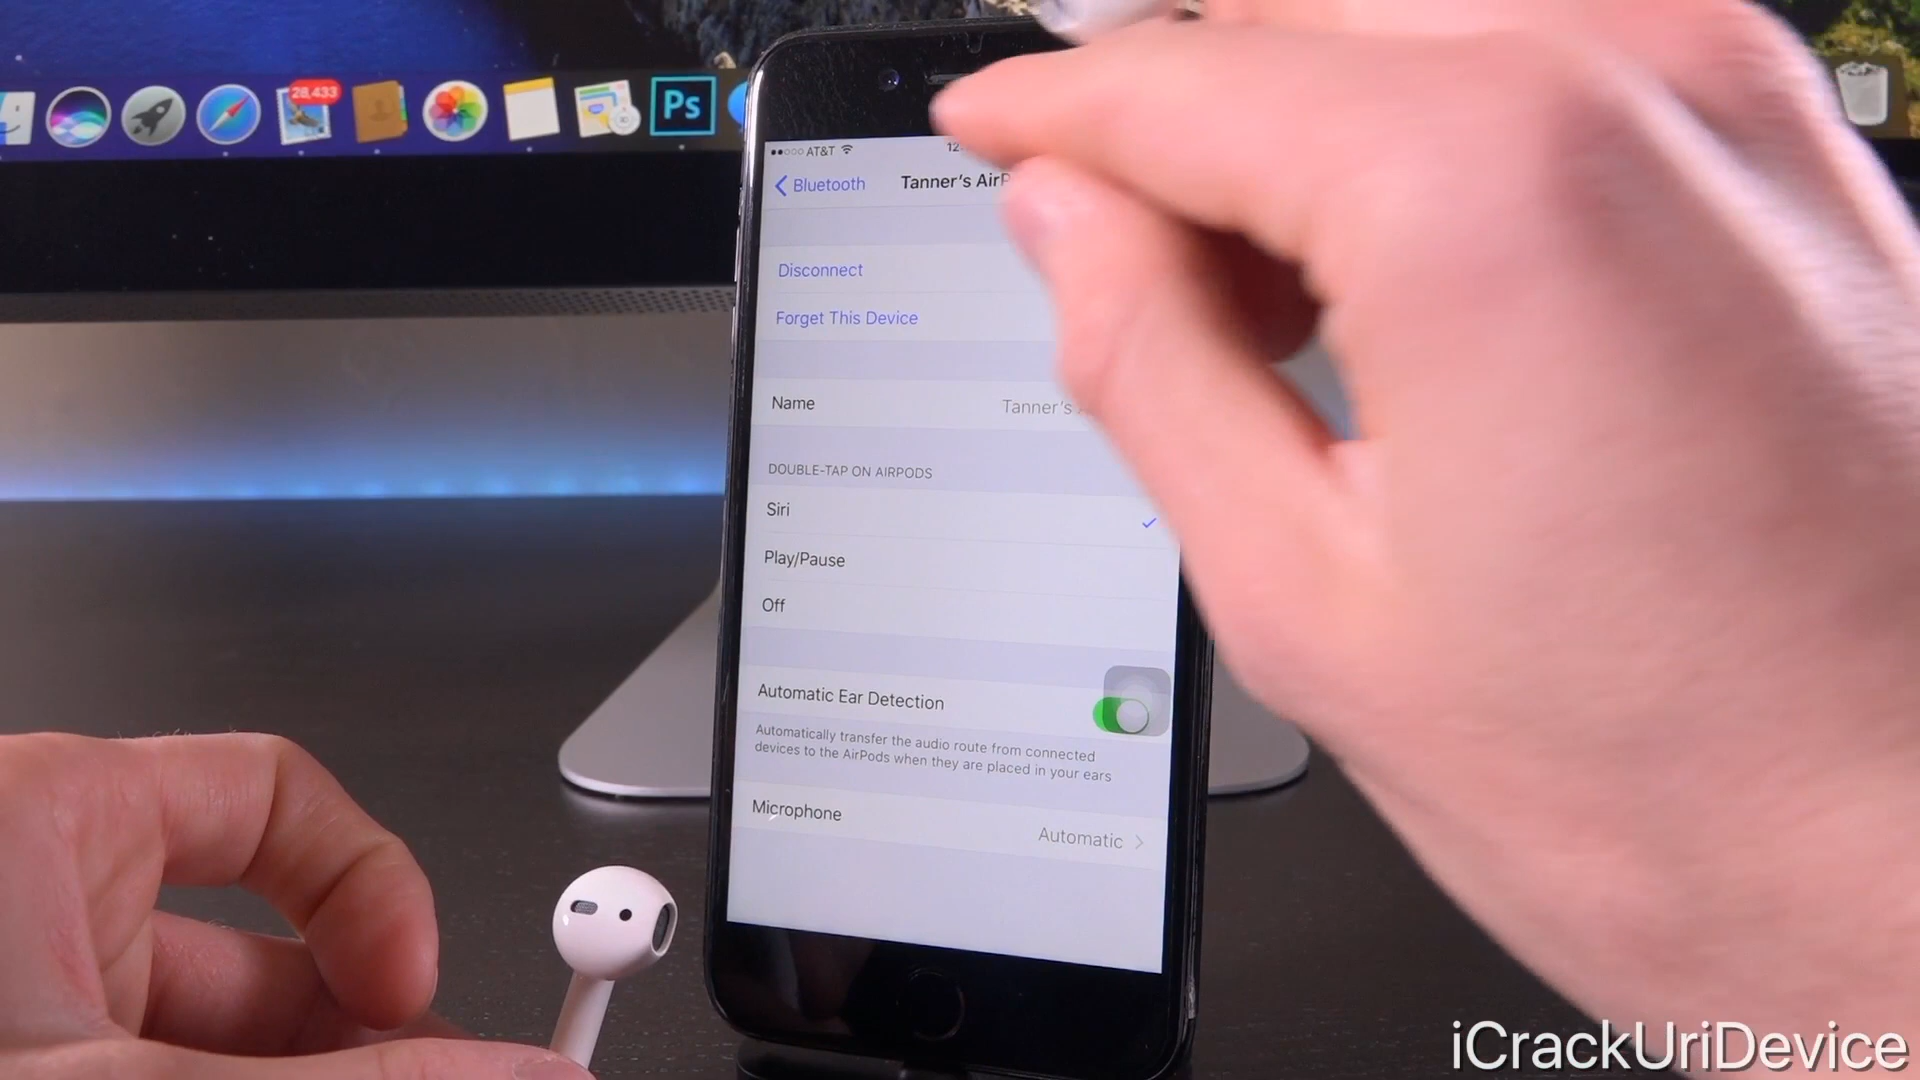 28,433
Ps
AT&T
Bluetooth
Tanner's
Disconnect
Forget This Device
Name
Tanner's
DOUBLE-TAP ON AIRPODS
Siri
Play/Pause
Off
Automatic Ear Detection
Automatically transfer the audio route from connected
devices to the AirPods when they are placed in your ears
Microphone
Automatic
iCrackUriDevice